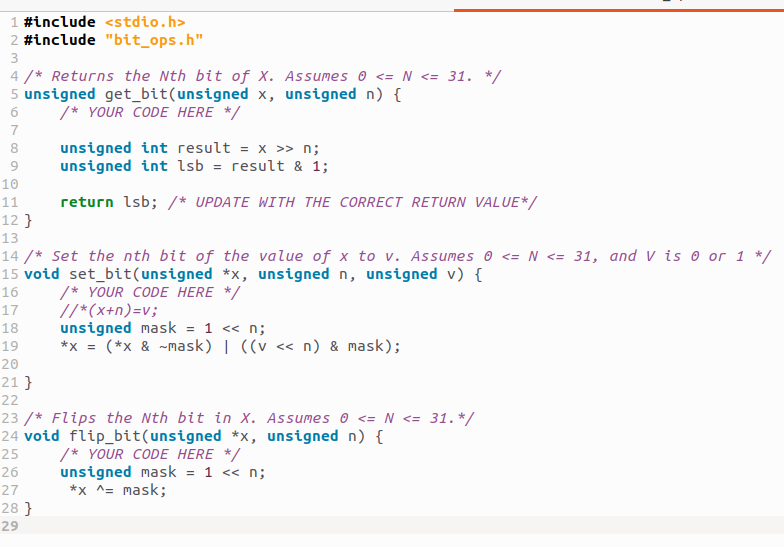 1 #include <stdio.h>
2 #include "bit_ops.h"
3
4 /* Returns the Nth bit of X. Assumes 0 <= N <= 31. */
5 unsigned get_bit(unsigned x, unsigned n) {
6     /* YOUR CODE HERE */
7
8     unsigned int result = x >> n;
9     unsigned int lsb = result & 1;
10
11     return lsb; /* UPDATE WITH THE CORRECT RETURN VALUE*/
12 }
13
14 /* Set the nth bit of the value of x to v. Assumes 0 <= N <= 31, and V is 0 or 1 */
15 void set_bit(unsigned *x, unsigned n, unsigned v) {
16     /* YOUR CODE HERE */
17     //*(x+n)=v;
18     unsigned mask = 1 << n;
19     *x = (*x & ~mask) | ((v << n) & mask);
20
21 }
22
23 /* Flips the Nth bit in X. Assumes 0 <= N <= 31.*/
24 void flip_bit(unsigned *x, unsigned n) {
25     /* YOUR CODE HERE */
26     unsigned mask = 1 << n;
27      *x ^= mask;
28 }
29